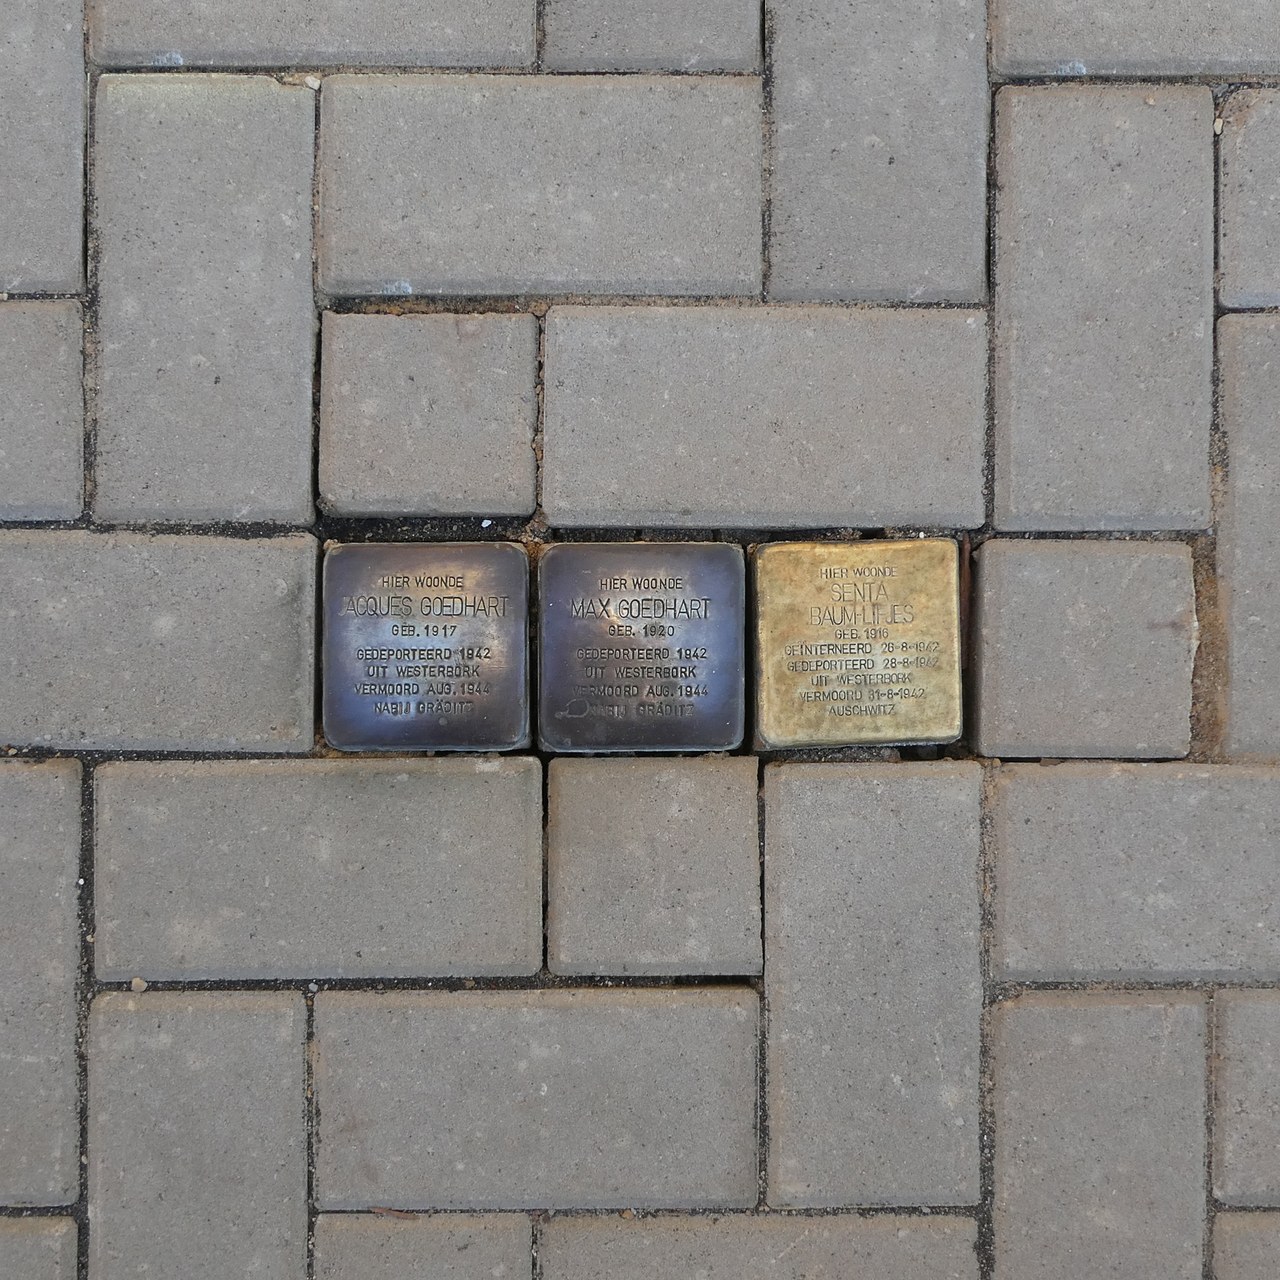 HIER WOONDE
JACQUES GOEDHART
GEB. 1917
GEDEPORTEERD 1942
UIT WESTERBORK
VERMOORD AUG. 1944
NABIJ GRÄDITZ
HIER WOONDE
MAX GOEDHART
GEB. 1920
GEDEPORTEERD 1942
UIT WESTERBORK
VERMOORD AUG. 1944
NABIJ GRÄDITZ
HIER WOONDE
SENTA
BAUM-LIFJES
GEB. 1916
GEÏNTERNEERD 26-8-1942
GEDEPORTEERD 28-8-1942
UIT WESTERBORK
VERMOORD 31-8-1942
AUSCHWITZ